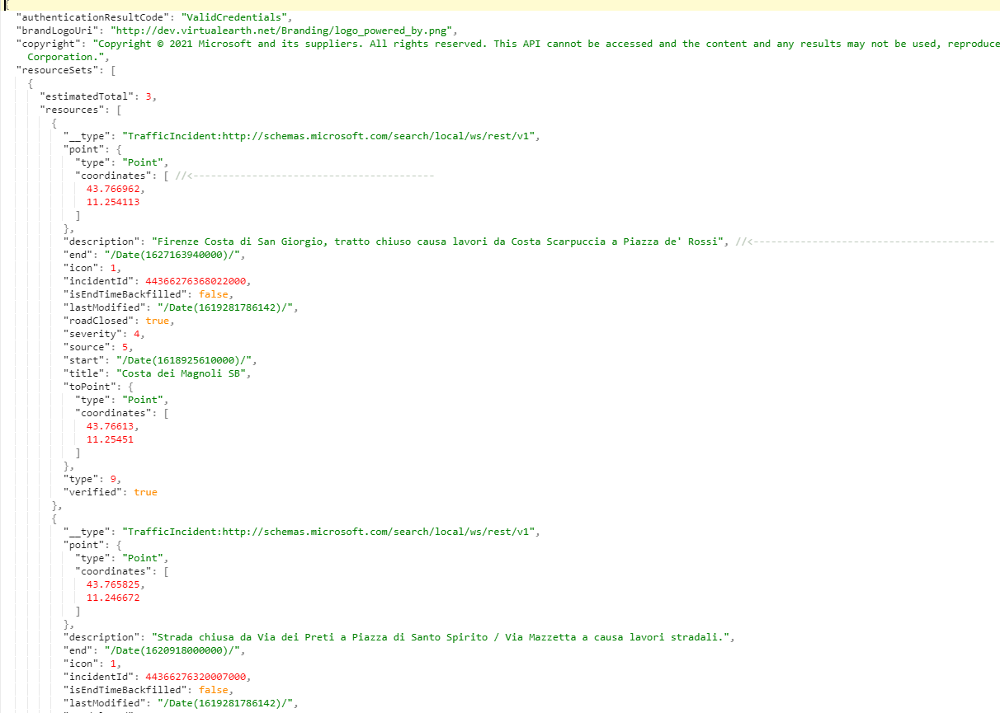 {
"authenticationResultCode": "ValidCredentials",
"brandLogoUri": "http://dev.virtualearth.net/Branding/logo_powered_by.png",
"copyright": "Copyright © 2021 Microsoft and its suppliers. All rights reserved. This API cannot be accessed and the content and any results may not be used, reproduce
Corporation.",
"resourceSets": [
{
"estimatedTotal": 3,
"resources": [
{
"__type": "TrafficIncident:http://schemas.microsoft.com/search/local/ws/rest/v1",
"point": {
"type": "Point",
"coordinates": [ //<-----------------------------------------
43.766962,
11.254113
]
},
"description": "Firenze Costa di San Giorgio, tratto chiuso causa lavori da Costa Scarpuccia a Piazza de' Rossi", //<-----------------------------------------
"end": "/Date(1627163940000)/",
"icon": 1,
"incidentId": 44366276368022000,
"isEndTimeBackfilled": false,
"lastModified": "/Date(1619281786142)/",
"roadClosed": true,
"severity": 4,
"source": 5,
"start": "/Date(1618925610000)/",
"title": "Costa dei Magnoli SB",
"toPoint": {
"type": "Point",
"coordinates": [
43.76613,
11.25451
]
},
"type": 9,
"verified": true
},
{
"__type": "TrafficIncident:http://schemas.microsoft.com/search/local/ws/rest/v1",
"point": {
"type": "Point",
"coordinates": [
43.765825,
11.246672
]
},
"description": "Strada chiusa da Via dei Preti a Piazza di Santo Spirito / Via Mazzetta a causa lavori stradali.",
"end": "/Date(1620918000000)/",
"icon": 1,
"incidentId": 44366276320007000,
"isEndTimeBackfilled": false,
"lastModified": "/Date(1619281786142)/",